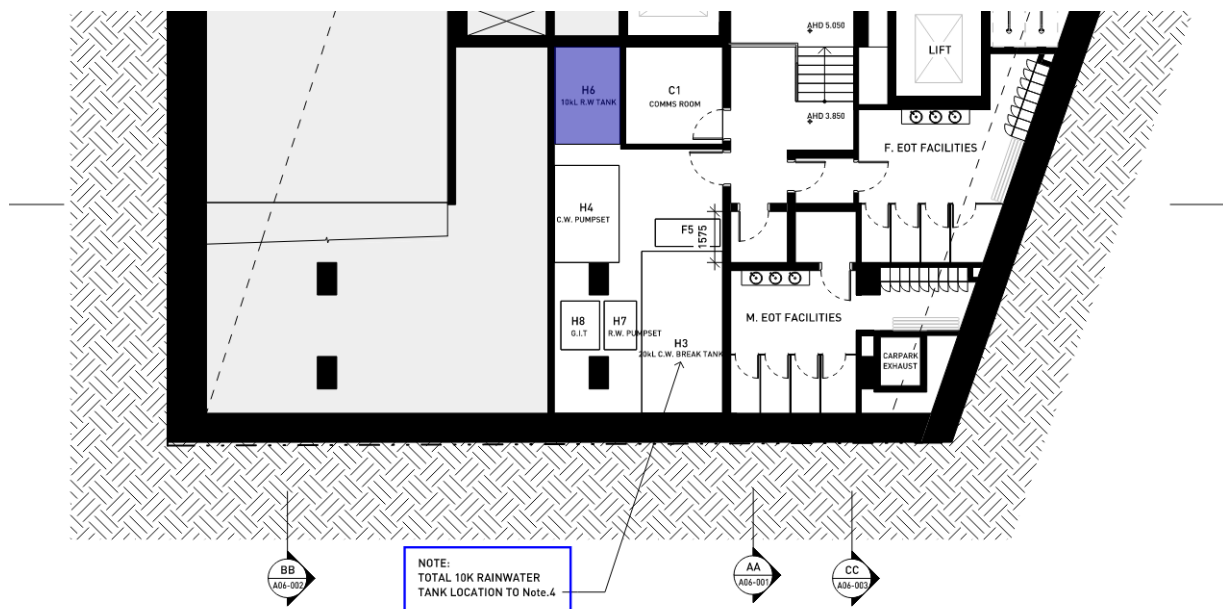 AHD 5.050
LIFT
H6
10kL R.W TANK
C1
COMMS ROOM
AHD 3.850
F. EOT FACILITIES
H4
C.W. PUMPSET
F5
1575
H8
G.I.T
H7
R.W. PUMPSET
M. EOT FACILITIES
H3
20kL C.W. BREAK TANK
CARPARK
EXHAUST
NOTE:
TOTAL 10K RAINWATER
TANK LOCATION TO Note.4
BB
A06-002
AA
A06-001
CC
A06-003